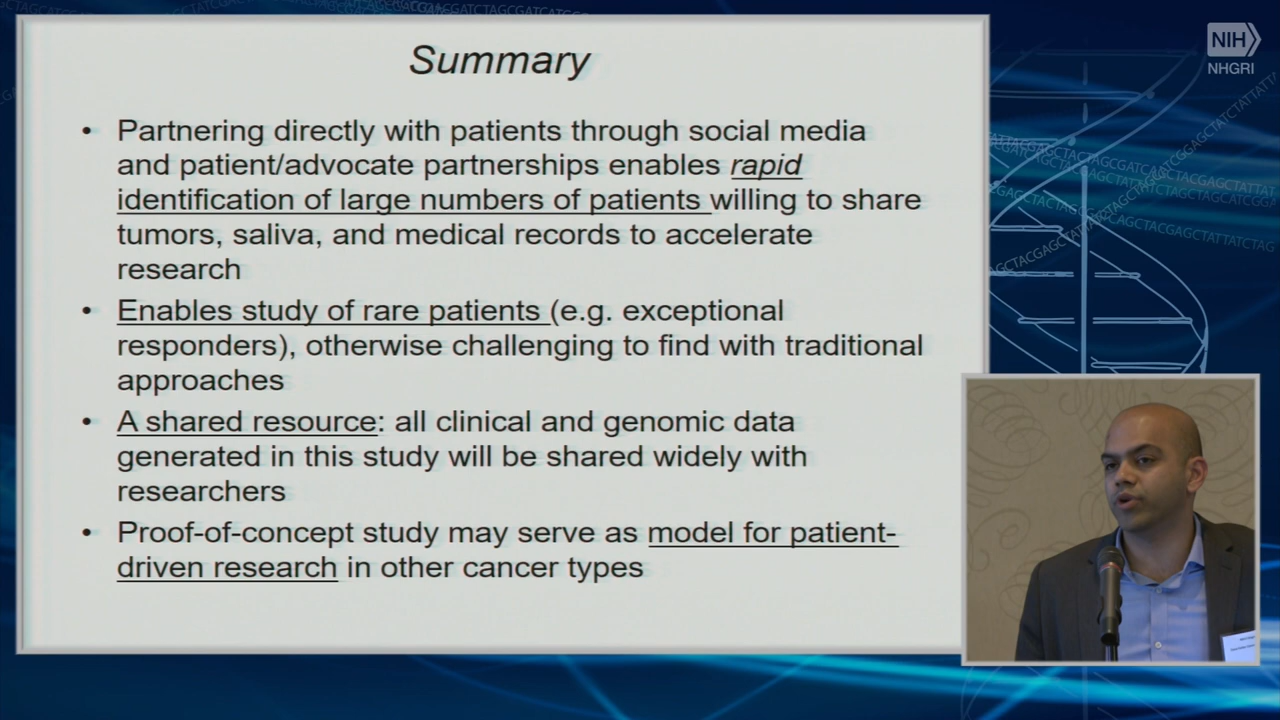 Summary
• Partnering directly with patients through social media
and patient/advocate partnerships enables rapid
identification of large numbers of patients willing to share
tumors, saliva, and medical records to accelerate
research
• Enables study of rare patients (e.g. exceptional
responders), otherwise challenging to find with traditional
approaches
• A shared resource: all clinical and genomic data
generated in this study will be shared widely with
researchers
• Proof-of-concept study may serve as model for patient-
driven research in other cancer types
NIH
NHGRI